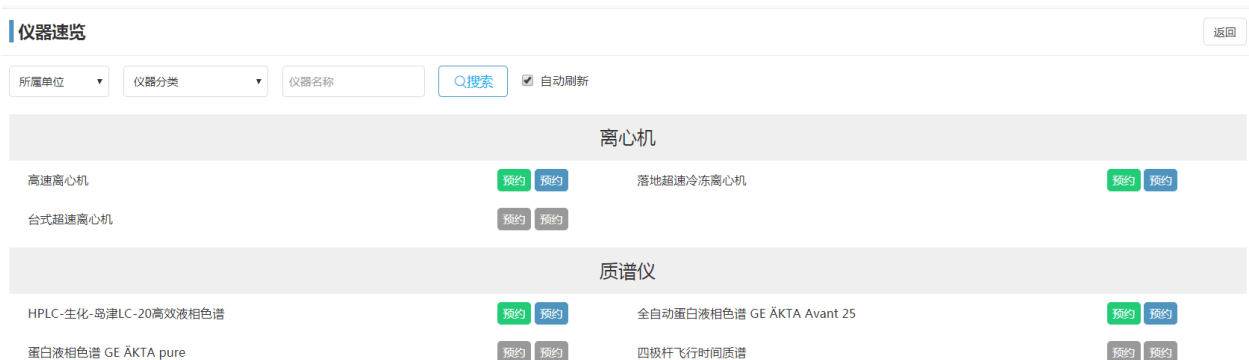 仪器速览 返回
所属单位 仪器分类 仪器名称 搜索 自动刷新
离心机
高速离心机 预约 预约 落地超速冷冻离心机 预约 预约
台式超速离心机 预约 预约
质谱仪
HPLC-生化-岛津LC-20高效液相色谱 预约 预约 全自动蛋白液相色谱 GE ÄKTA Avant 25 预约 预约
蛋白液相色谱 GE ÄKTA pure 预约 预约 四极杆飞行时间质谱 预约 预约